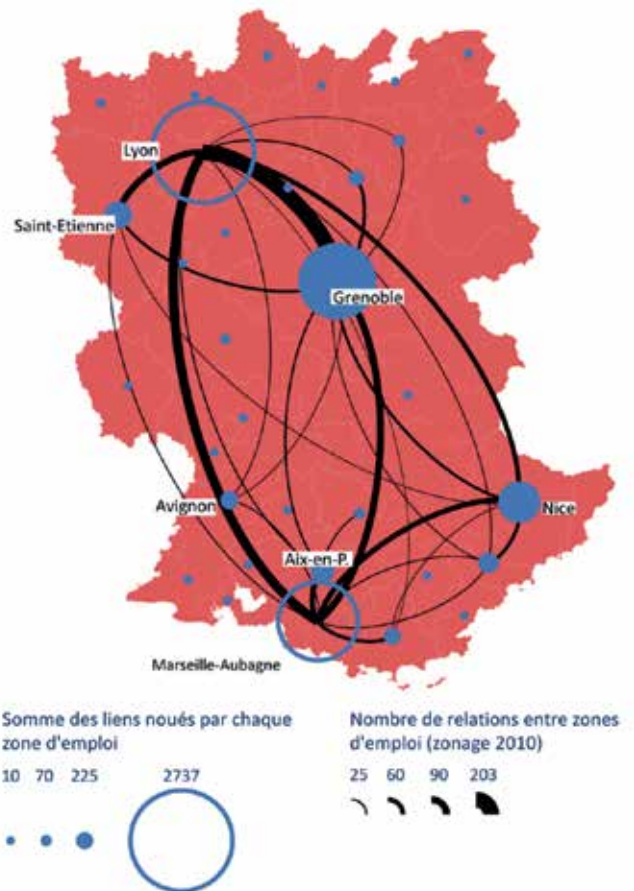 Lyon
Saint-Etienne
Grenoble
Avignon
Nice
Aix-en-P.
Marseille-Aubagne
Somme des liens noués par chaque
zone d'emploi
10 70 225 2737
Nombre de relations entre zones
d'emploi (zonage 2010)
25 60 90 203